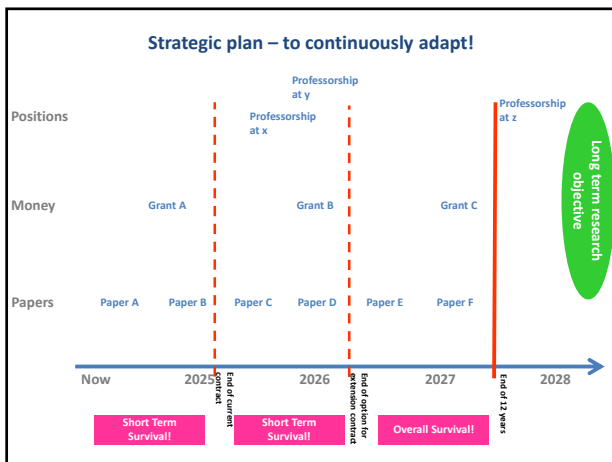 Strategic plan – to continuously adapt!
Professorship
at y
Positions
Professorship
at x
Professorship
at z
Long term research
objective
Money
Grant A
Grant B
Grant C
Papers
Paper A
Paper B
Paper C
Paper D
Paper E
Paper F
Now
2025
End of current
contract
2026
End of option for
extension contract
2027
End of 12 years
2028
Short Term
Survival!
Short Term
Survival!
Overall Survival!